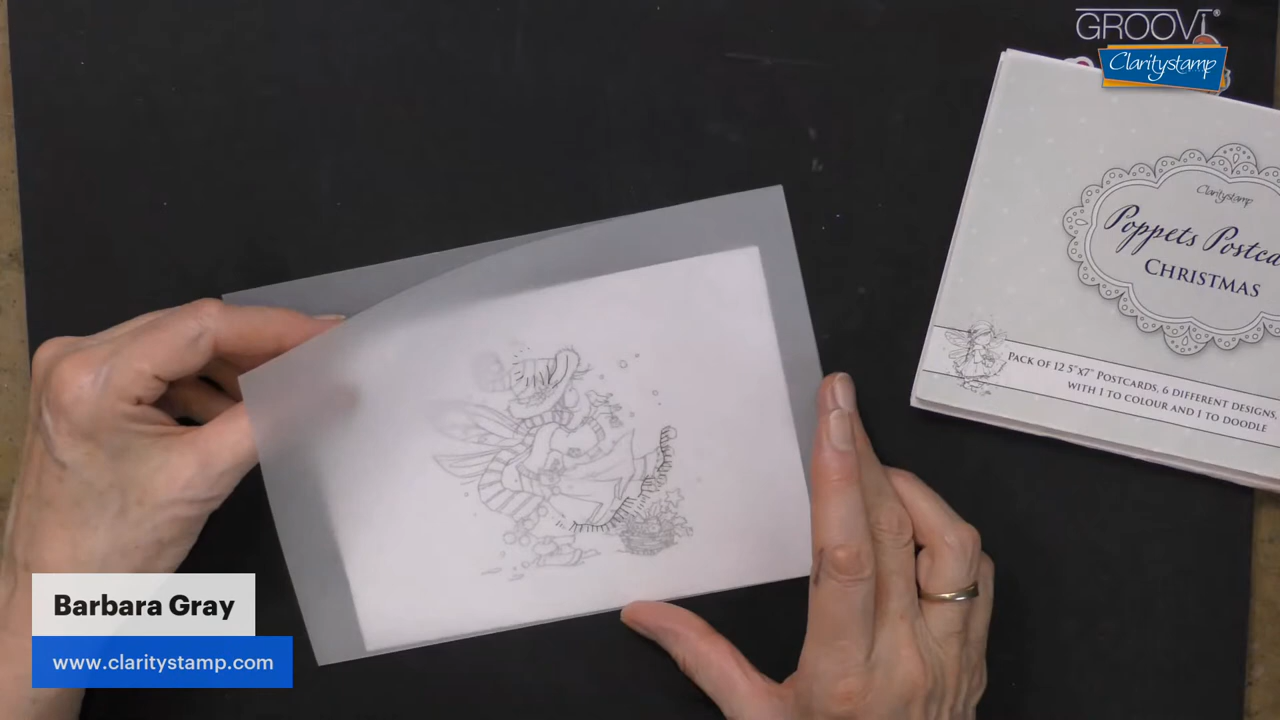 GROOVI®
Claritystamp
Claritystamp
Poppets
CHRISTMAS
PACK OF 12 5"X7" POSTCARDS, 6 DIFFERENT DESIGNS,
WITH 1 TO COLOUR AND 1 TO DOODLE
Barbara Gray
www.claritystamp.com